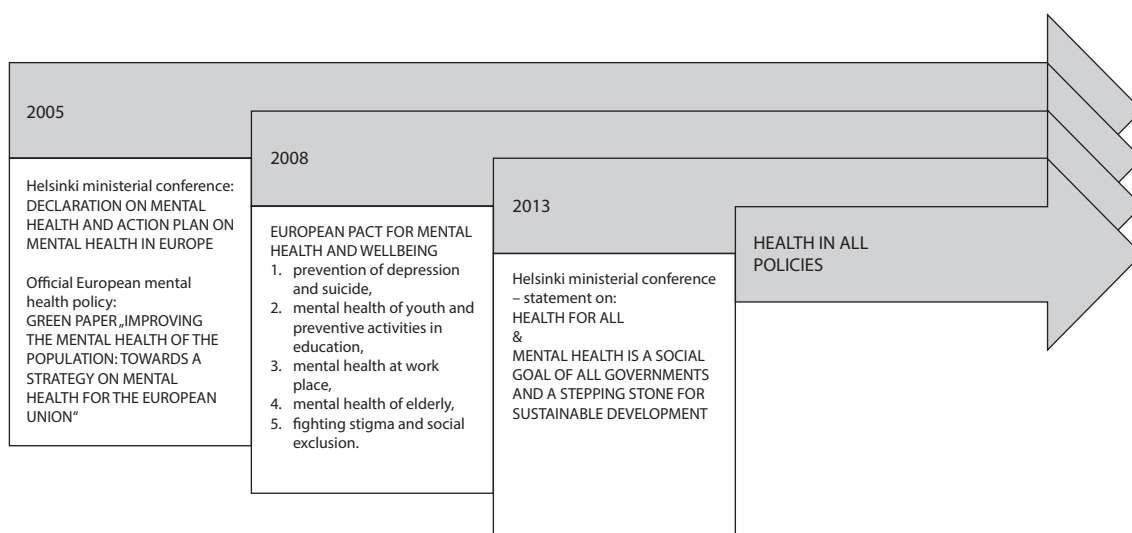 2005
Helsinki ministerial conference:
DECLARATION ON MENTAL
HEALTH AND ACTION PLAN ON
MENTAL HEALTH IN EUROPE
Official European mental
health policy:
GREEN PAPER „IMPROVING
THE MENTAL HEALTH OF THE
POPULATION: TOWARDS A
STRATEGY ON MENTAL
HEALTH FOR THE EUROPEAN
UNION“
2008
EUROPEAN PACT FOR MENTAL
HEALTH AND WELLBEING
1. prevention of depression
and suicide,
2. mental health of youth and
preventive activities in
education,
3. mental health at work
place,
4. mental health of elderly,
5. fighting stigma and social
exclusion.
2013
Helsinki ministerial conference
– statement on:
HEALTH FOR ALL
&
MENTAL HEALTH IS A SOCIAL
GOAL OF ALL GOVERNMENTS
AND A STEPPING STONE FOR
SUSTAINABLE DEVELOPMENT
HEALTH IN ALL
POLICIES